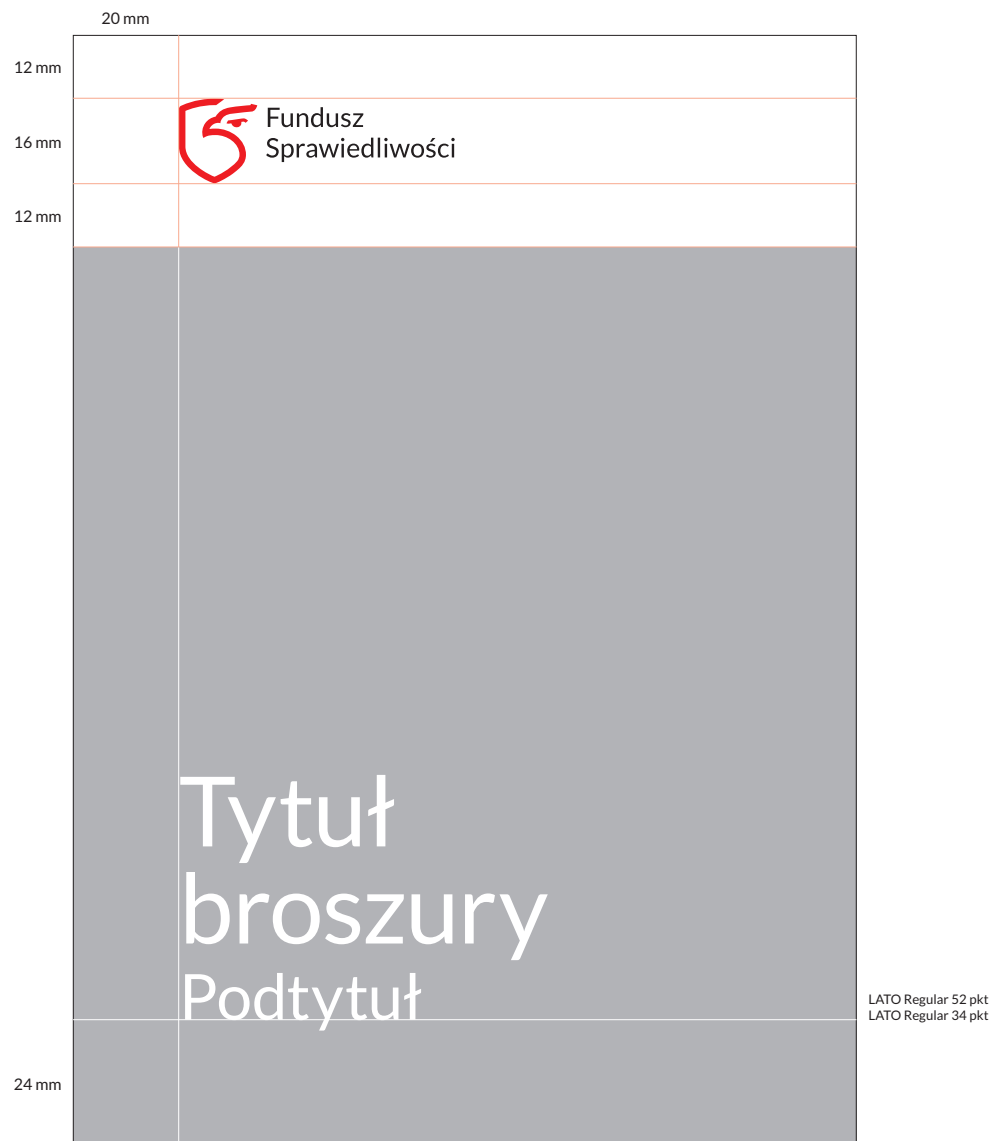 20 mm
12 mm
Fundusz
16 mm
Sprawiedliwości
12 mm
Tytuł
broszury
Podtytuł
LATO Regular 52 pkt
LATO Regular 34 pkt
24 mm